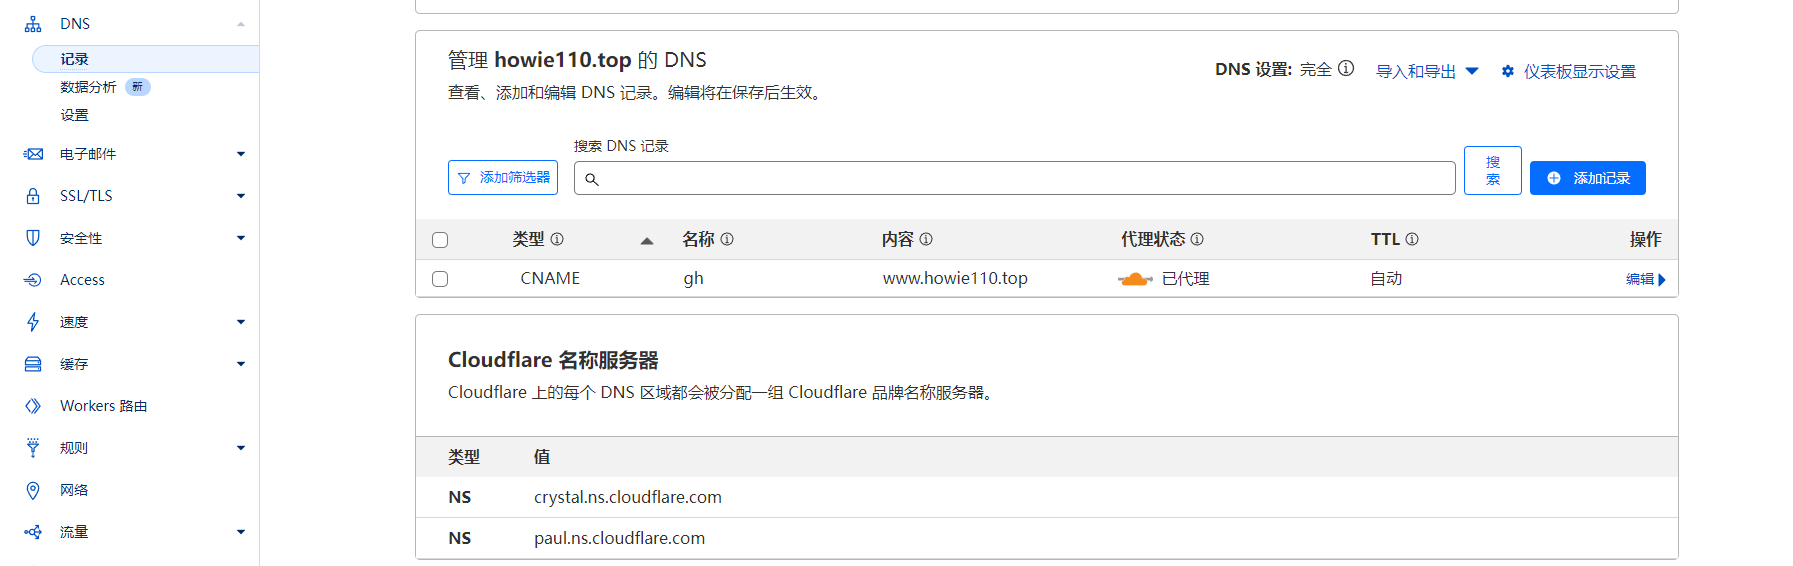 DNS
记录
数据分析 新
设置
电子邮件
SSL/TLS
安全性
Access
速度
缓存
Workers 路由
规则
网络
流量
管理 howie110.top 的 DNS
查看、添加和编辑 DNS 记录。编辑将在保存后生效。
DNS 设置: 完全 导入和导出 仪表板显示设置
搜索 DNS 记录
添加筛选器
搜
索
添加记录
类型 名称 内容 代理状态 TTL 操作
CNAME gh www.howie110.top 已代理 自动 编辑
Cloudflare 名称服务器
Cloudflare 上的每个 DNS 区域都会被分配一组 Cloudflare 品牌名称服务器。
类型 值
NS crystal.ns.cloudflare.com
NS paul.ns.cloudflare.com